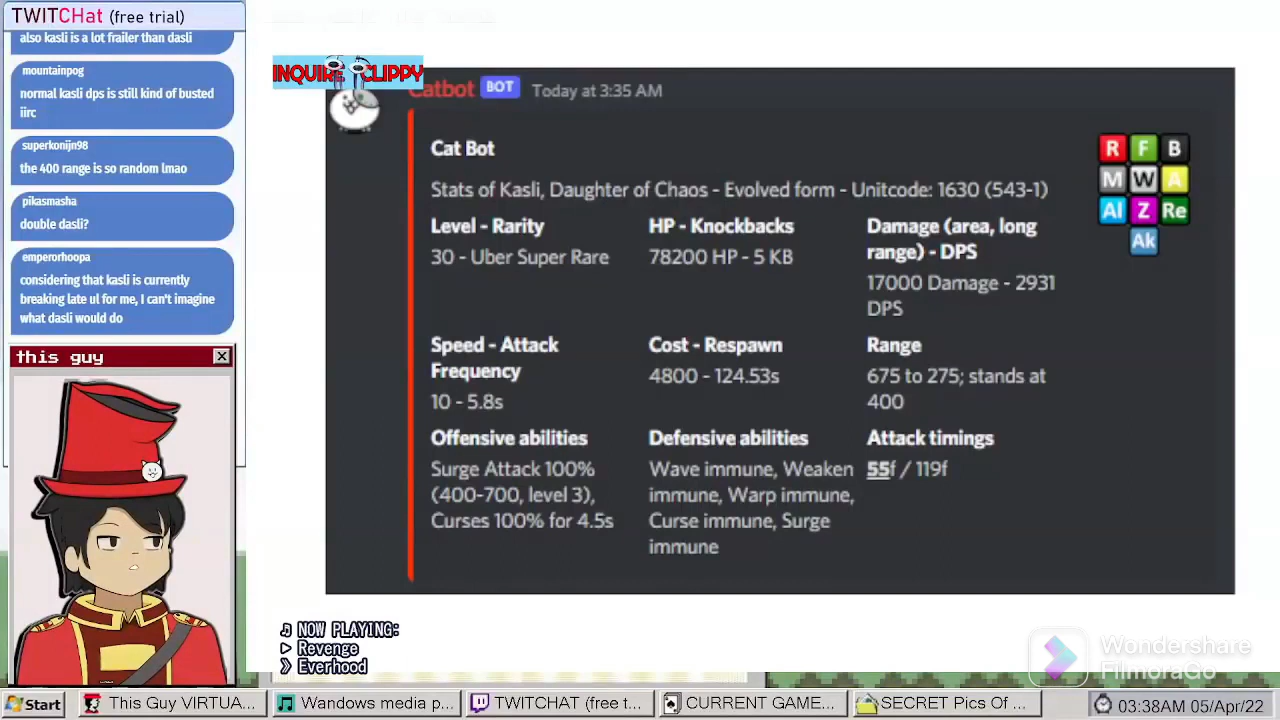 TWITCHat (free trial)
also kasli is a lot frailer than dasli
mountainpog
normal kasli dps is still kind of busted
iirc
superkonijn98
the 400 range is so random lmao
pikasmasha
double dasli?
emperorhoopa
considering that kasli is currently
breaking late ul for me, I can't imagine
what dasli would do
this guy
INQUIRE CLIPPY
Catbot BOT Today at 3:35 AM
Cat Bot
Stats of Kasli, Daughter of Chaos - Evolved form - Unitcode: 1630 (543-1)
Level - Rarity
30 - Uber Super Rare
HP - Knockbacks
78200 HP - 5 KB
Damage (area, long
range) - DPS
17000 Damage - 2931
DPS
Speed - Attack
Frequency
10 - 5.8s
Cost - Respawn
4800 - 124.53s
Range
675 to 275; stands at
400
Offensive abilities
Surge Attack 100%
(400-700, level 3),
Curses 100% for 4.5s
Defensive abilities
Wave immune, Weaken
immune, Warp immune,
Curse immune, Surge
immune
Attack timings
55f / 119f
R F B
M W A
Al Z Re
Ak
♫ NOW PLAYING:
► Revenge
》 Everhood
Wondershare
FilmoraGo
Start
This Guy VIRTUA...
Wandows media p...
TWITCHAT (free t...
CURRENT GAME...
SECRET Pics Of ...
03:38AM 05/Apr/22